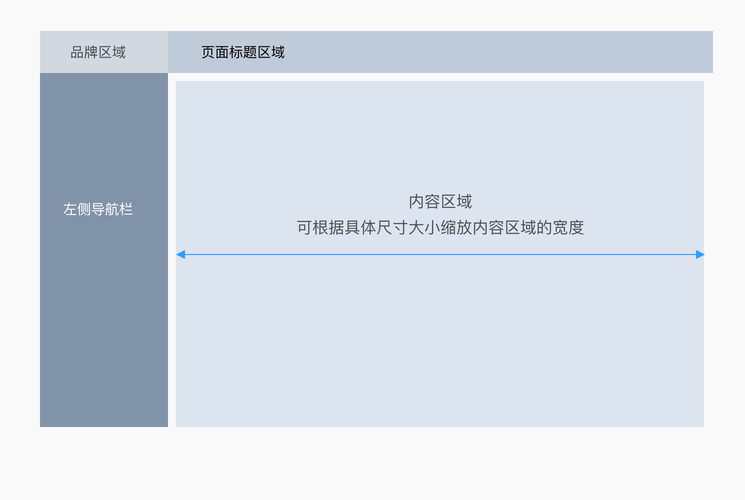 品牌区域
页面标题区域
左侧导航栏
内容区域
可根据具体尺寸大小缩放内容区域的宽度